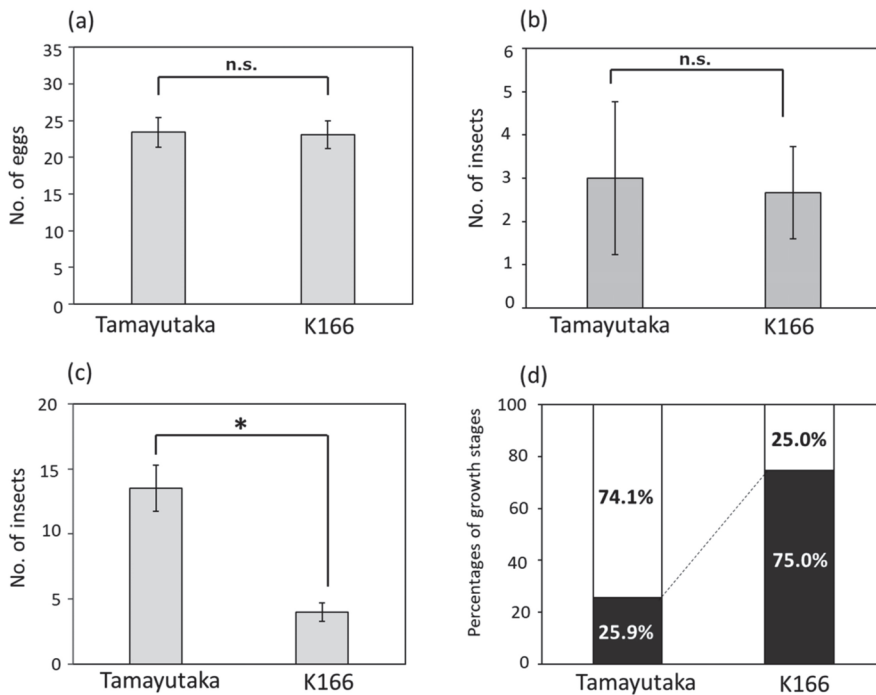 (a)
No. of eggs
35
30
25
20
15
10
5
0
n.s.
Tamayutaka K166
(b)
No. of insects
6
5
4
3
2
1
0
n.s.
Tamayutaka K166
(c)
No. of insects
20
15
10
5
0
*
Tamayutaka K166
(d)
Percentages of growth stages
100
80
60
40
20
0
74.1%
25.9%
25.0%
75.0%
Tamayutaka K166